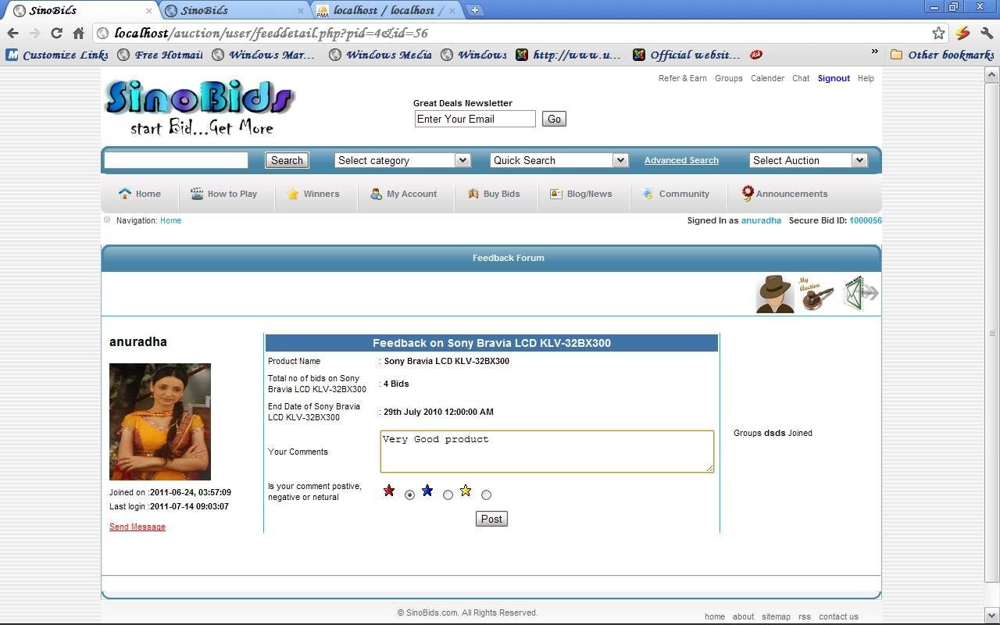 SinoBids
SinoBids
localhost / localhost /
localhost/auction/user/feeddetail.php?pid=4&id=56
Customize Links Free Hotmail Windows Mar... Windows Media Windows http://www.u... Official websit... Ask » Other bookmarks
Refer & Earn Groups Calender Chat Signout Help
SinoBids
start Bid...Get More
Great Deals Newsletter
Enter Your Email Go
Search Select category Quick Search Advanced Search Select Auction
Home How to Play Winners My Account Buy Bids Blog/News Community Announcements
Navigation: Home Signed In as anuradha Secure Bid ID: 1000056
Feedback Forum
My Auction
anuradha
Feedback on Sony Bravia LCD KLV-32BX300
Product Name : Sony Bravia LCD KLV-32BX300
Total no of bids on Sony
Bravia LCD KLV-32BX300 : 4 Bids
End Date of Sony Bravia
LCD KLV-32BX300 : 29th July 2010 12:00:00 AM
Your Comments Very Good product
Is your comment postive,
negative or netural
Post
Groups dsds Joined
Joined on :2011-06-24, 03:57:09
Last login :2011-07-14 09:03:07
Send Message
© SinoBids.com. All Rights Reserved.
home about sitemap rss contact us